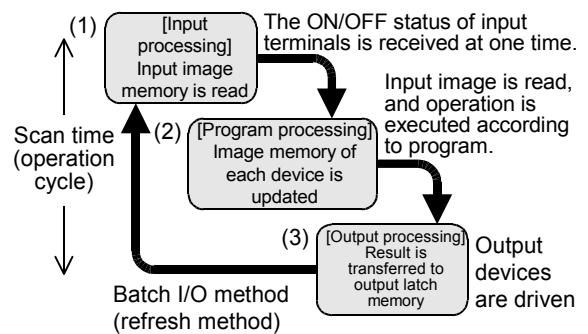 (1)
[Input
processing]
Input image
memory is read
The ON/OFF status of input
terminals is received at one time.
Input image is read,
and operation is
executed according
to program.
Scan time
(operation
cycle)
(2)
[Program processing]
Image memory of
each device is
updated
(3)
[Output processing]
Result is
transferred to
output latch
memory
Output
devices
are driven
Batch I/O method
(refresh method)